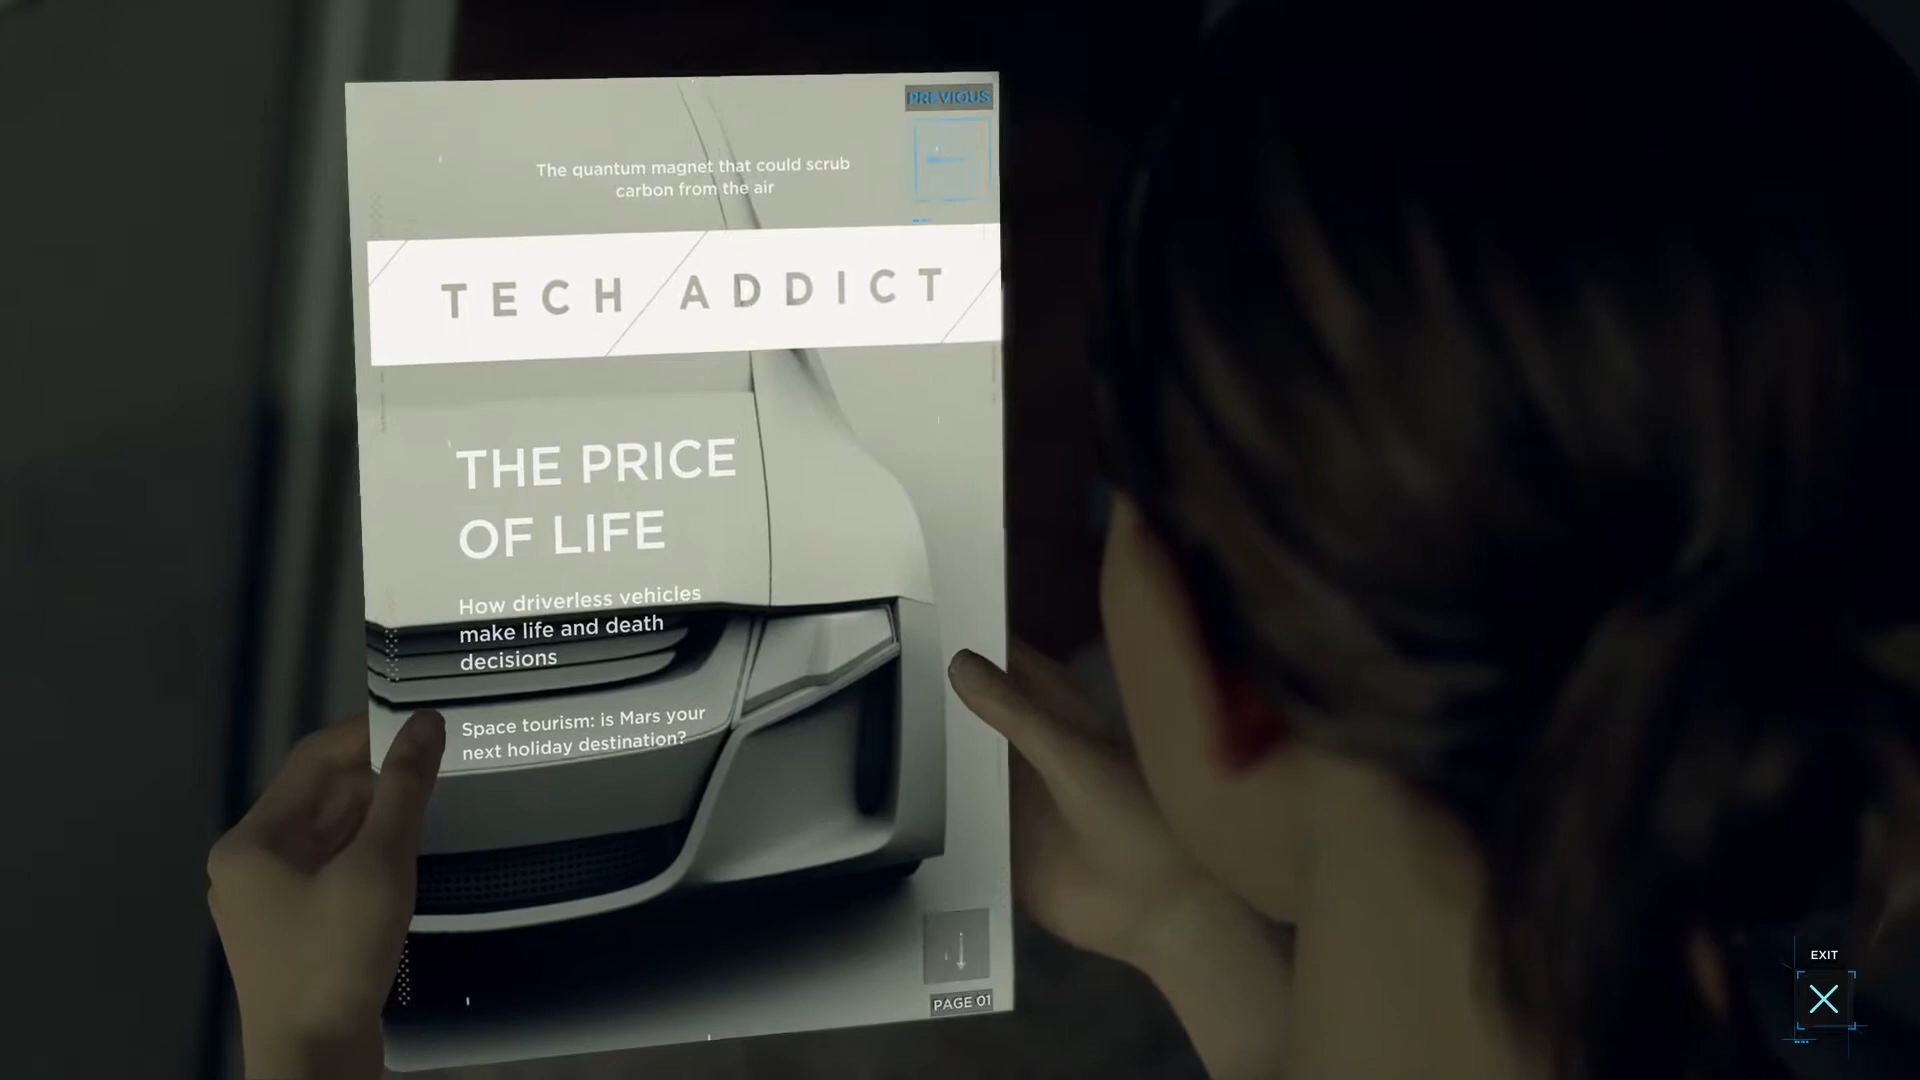 PREVIOUS
The quantum magnet that could scrub
carbon from the air
TECH ADDICT
THE PRICE
OF LIFE
How driverless vehicles
make life and death
decisions
Space tourism: is Mars your
next holiday destination?
PAGE 01
EXIT